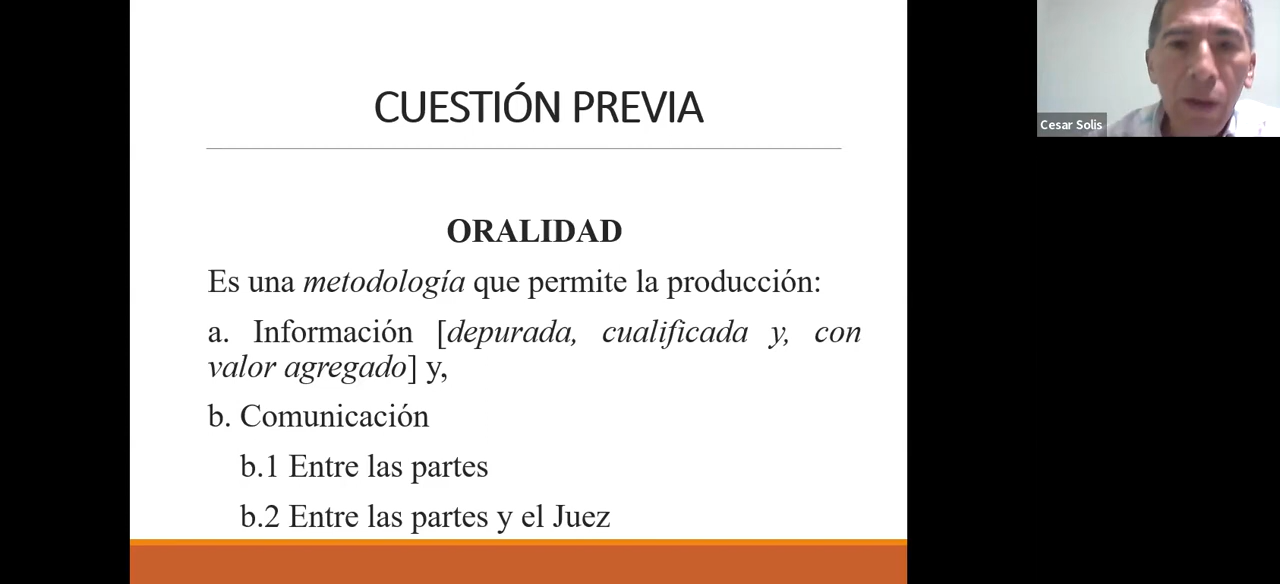 CUESTIÓN PREVIA
ORALIDAD
Es una metodología que permite la producción:
a. Información [depurada, cualificada y, con
valor agregado] y,
b. Comunicación
b.1 Entre las partes
b.2 Entre las partes y el Juez
Cesar Solis